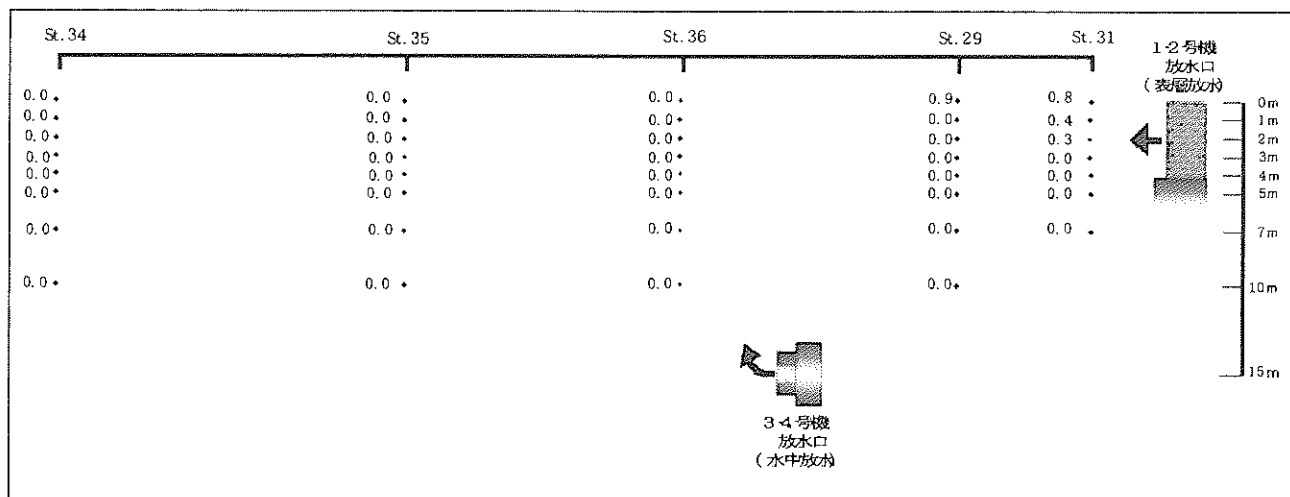 St.34 St.35 St.36 St.29 St.31
1·2号機
放水口
(表層放水)
0.0 0.0 0.0 0.9 0.8 0m
0.0 0.0 0.0 0.0 0.4 1m
0.0 0.0 0.0 0.0 0.3 2m
0.0 0.0 0.0 0.0 0.0 3m
0.0 0.0 0.0 0.0 0.0 4m
0.0 0.0 0.0 0.0 0.0 5m
0.0 0.0 0.0 0.0 0.0 7m
0.0 0.0 0.0 0.0 10m
15m
3·4号機
放水口
(水中放水)